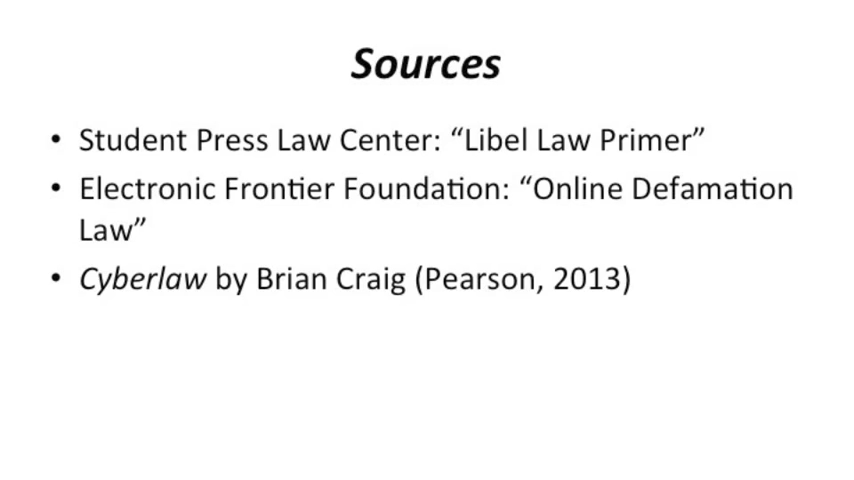 Sources
• Student Press Law Center: “Libel Law Primer”
• Electronic Frontier Foundation: “Online Defamation
Law”
• Cyberlaw by Brian Craig (Pearson, 2013)